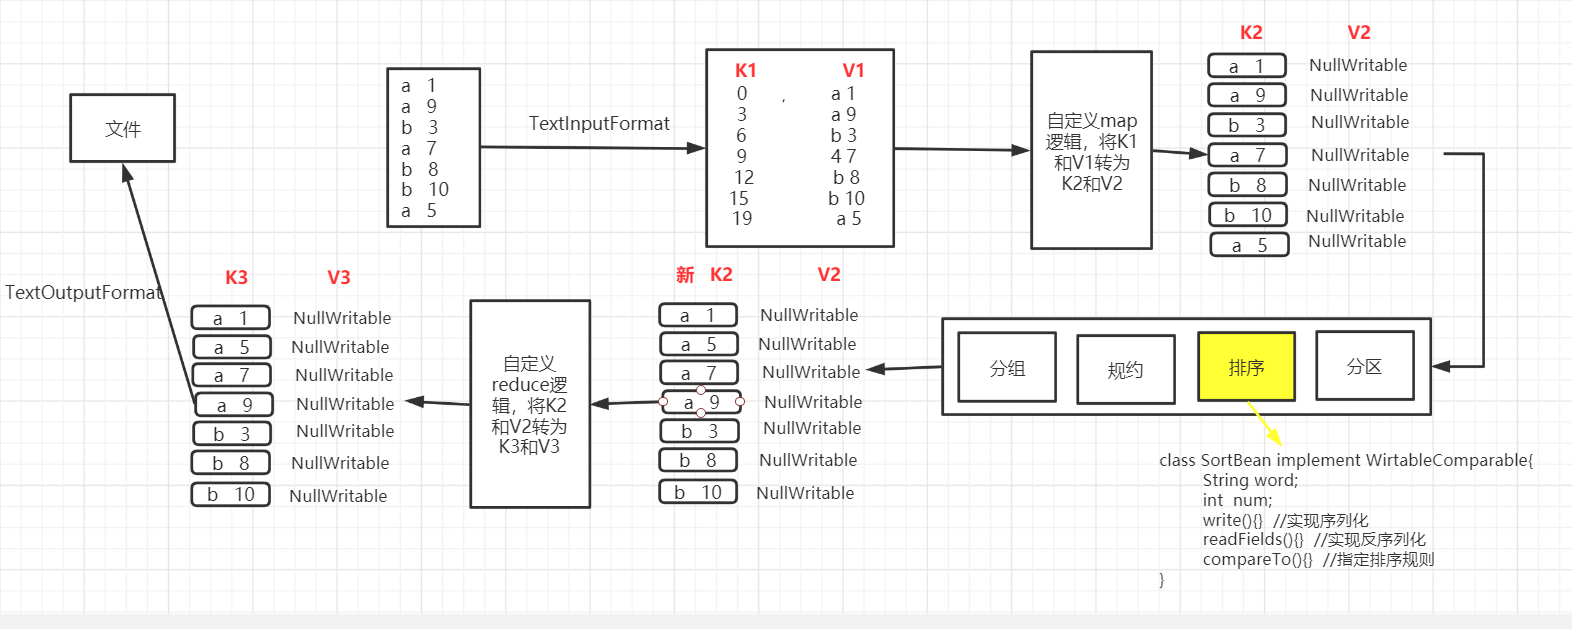 文件
a 1
a 9
b 3
a 7
b 8
b 10
a 5
TextInputFormat
K1 V1
0 , a 1
3 a 9
6 b 3
9 4 7
12 b 8
15 b 10
19 a 5
自定义map
逻辑，将K1
和V1转为
K2和V2
K2 V2
a 1 NullWritable
a 9 NullWritable
b 3 NullWritable
a 7 NullWritable
b 8 NullWritable
b 10 NullWritable
a 5 NullWritable
分组
规约
排序
分区
class SortBean implement WirtableComparable{
String word;
int num;
write(){} //实现序列化
readFields(){} //实现反序列化
compareTo(){} //指定排序规则
}
新 K2 V2
a 1 NullWritable
a 5 NullWritable
a 7 NullWritable
a 9 NullWritable
b 3 NullWritable
b 8 NullWritable
b 10 NullWritable
自定义
reduce逻
辑，将K2
和V2转为
K3和V3
K3 V3
a 1 NullWritable
a 5 NullWritable
a 7 NullWritable
a 9 NullWritable
b 3 NullWritable
b 8 NullWritable
b 10 NullWritable
TextOutputFormat